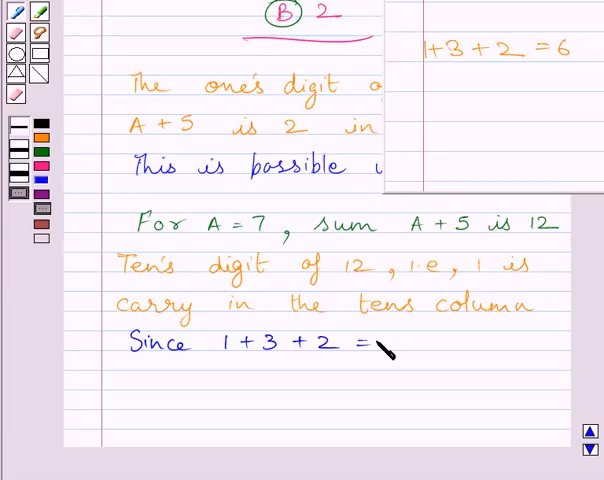 B 2
1+3+2=6
The one's digit of
A+5 is 2 in
This is possible
For A=7, sum A+5 is 12
Ten's digit of 12, i.e, 1 is
carry in the tens column
Since 1+3+2=